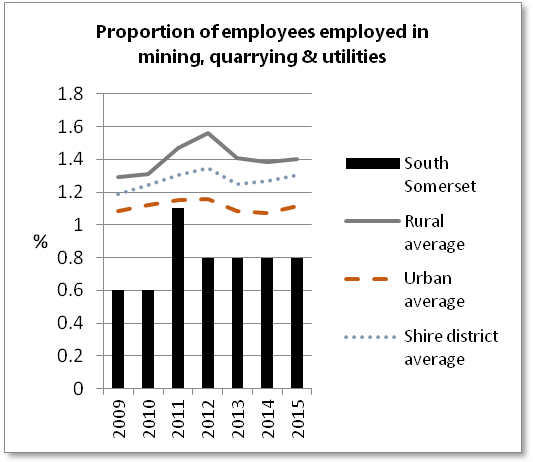 Proportion of employees employed in
mining, quarrying & utilities
1.8
1.6
1.4
1.2
1
0.8
0.6
0.4
0.2
0
%
2009
2010
2011
2012
2013
2014
2015
South
Somerset
Rural
average
Urban
average
Shire district
average